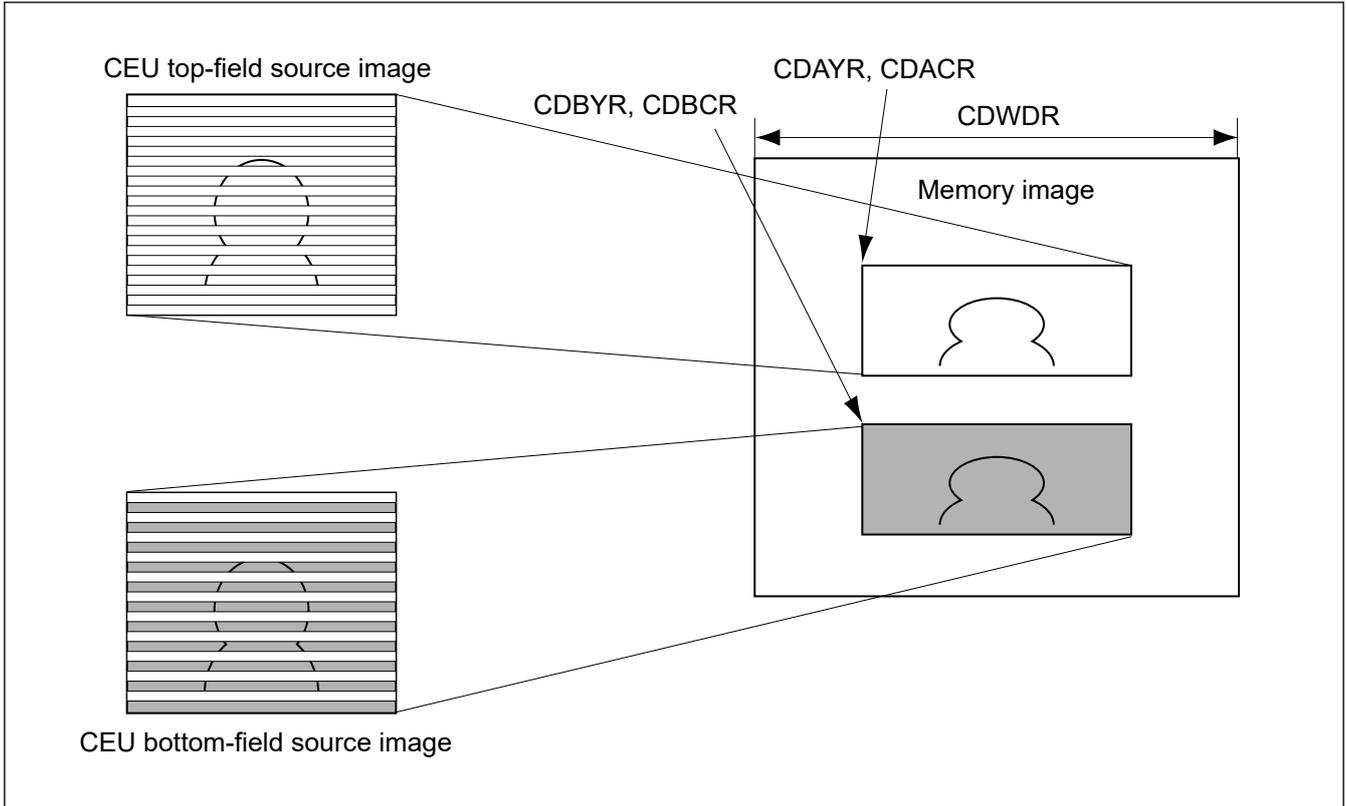 CEU top-field source image
CDAYR, CDACR
CDBYR, CDBCR
CDWDR
Memory image
CEU bottom-field source image